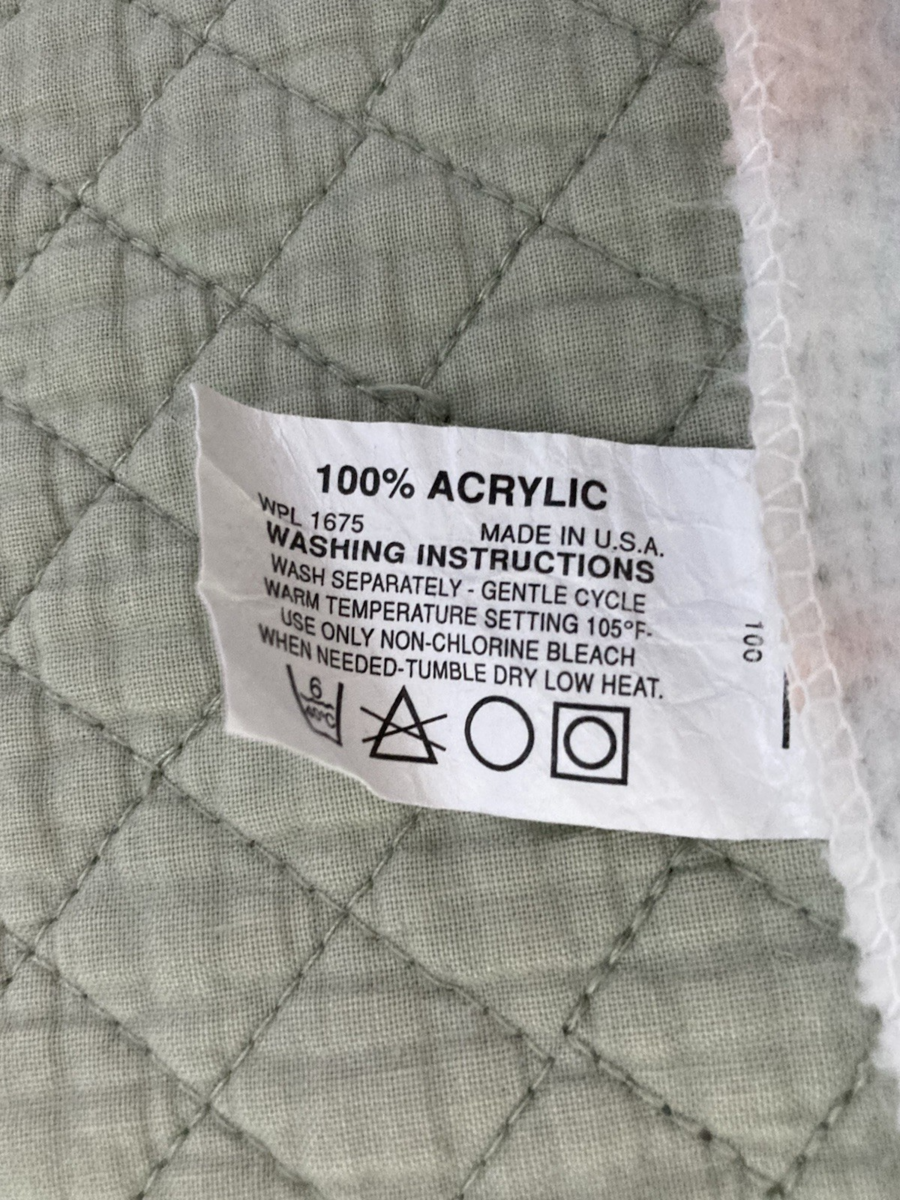 100% ACRYLIC
WPL 1675 MADE IN U.S.A.
WASHING INSTRUCTIONS
WASH SEPARATELY - GENTLE CYCLE
WARM TEMPERATURE SETTING 105°F-
USE ONLY NON-CHLORINE BLEACH
WHEN NEEDED-TUMBLE DRY LOW HEAT.
6
40°C
100